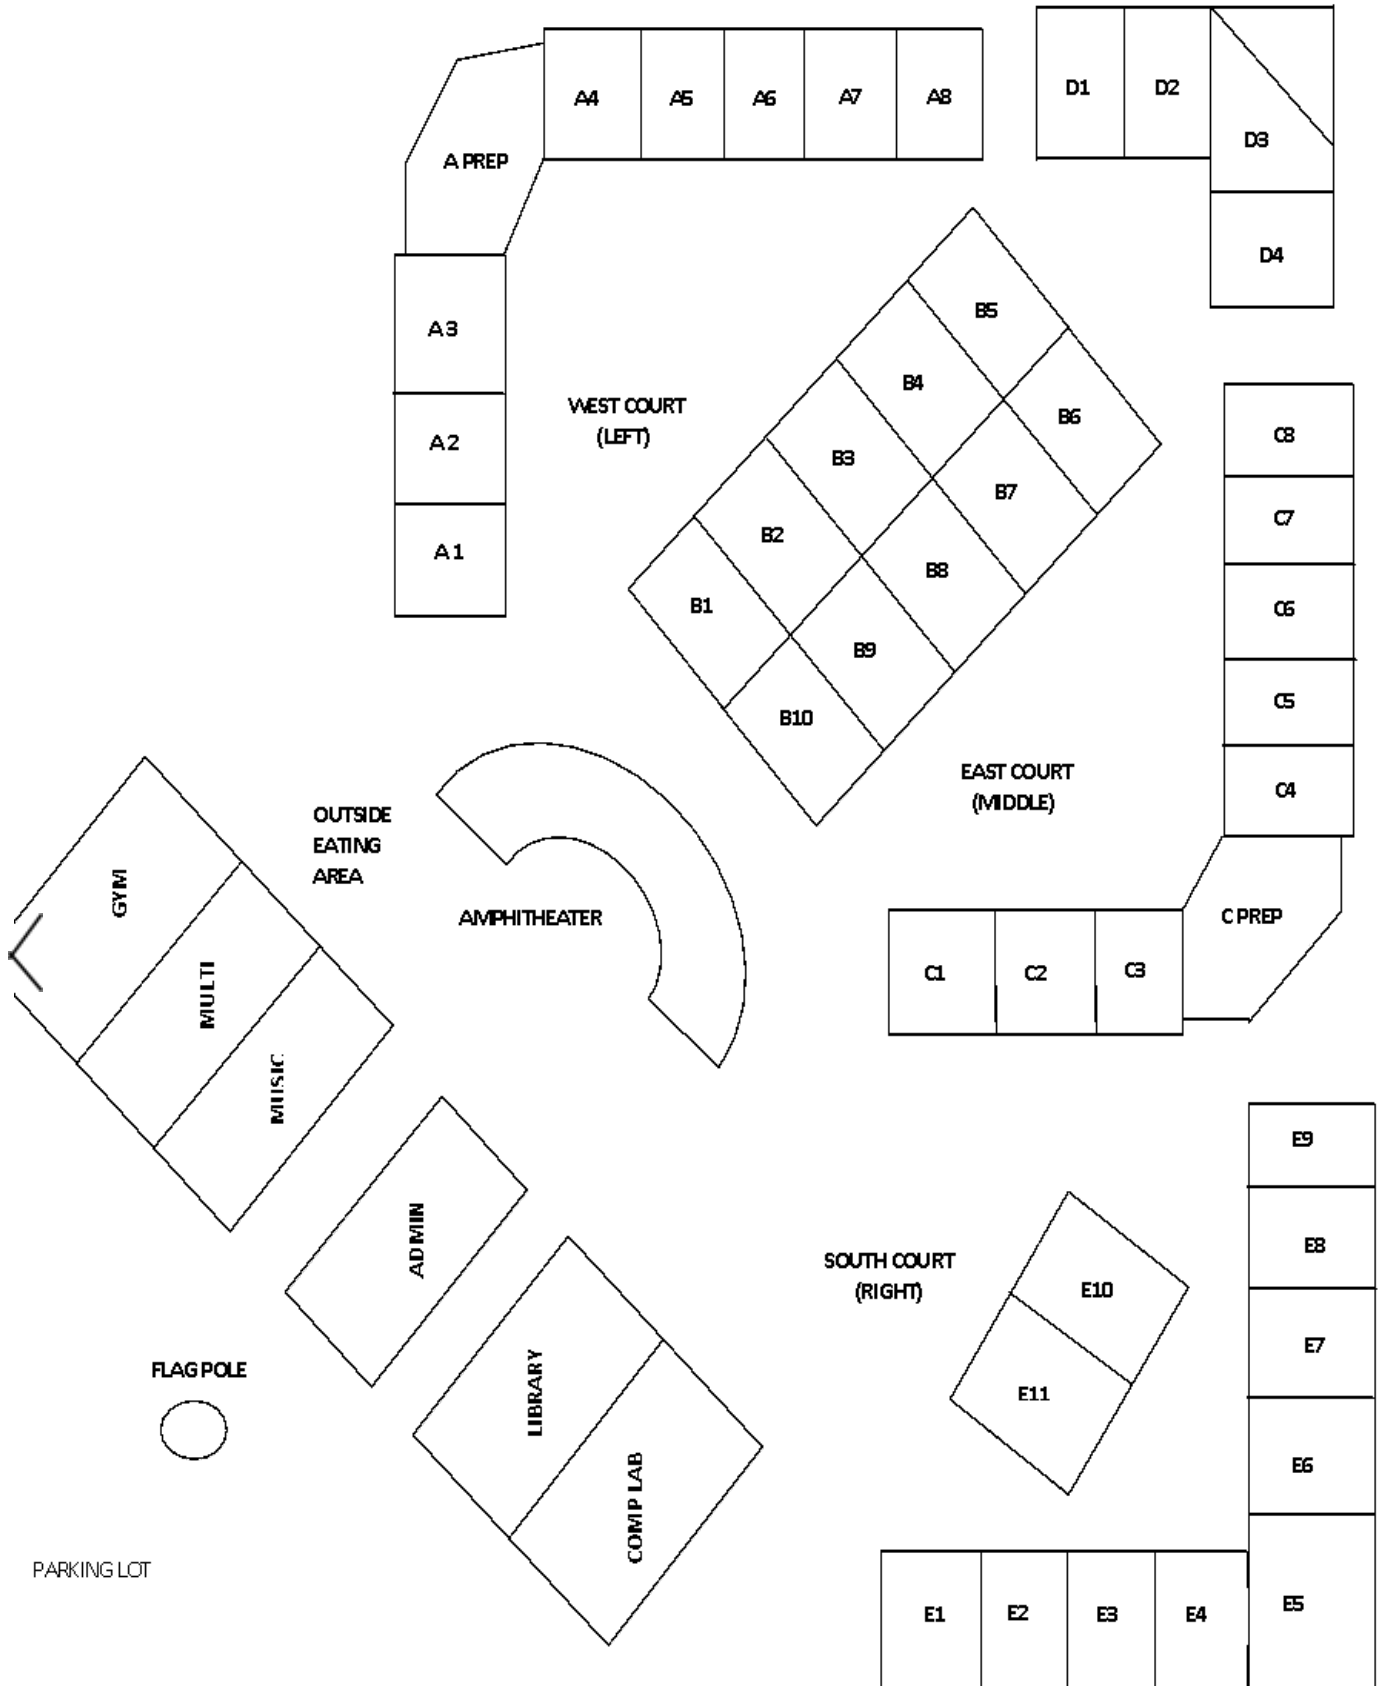 A4 A5 A6 A7 A8
D1 D2
D3
D4
A PREP
A3
A2
A1
WEST COURT
(LEFT)
B5
B4
B6
B3
B7
B2
B8
B1
B9
B10
C8
C7
C6
C5
C4
C PREP
EAST COURT
(MIDDLE)
C1 C2 C3
OUTSIDE
EATING
AREA
AMPHITHEATER
GYM
MULTI
MUSIC
ADMIN
LIBRARY
COMP LAB
FLAG POLE
PARKING LOT
SOUTH COURT
(RIGHT)
E9
E8
E10
E7
E11
E6
E5
E1 E2 E3 E4